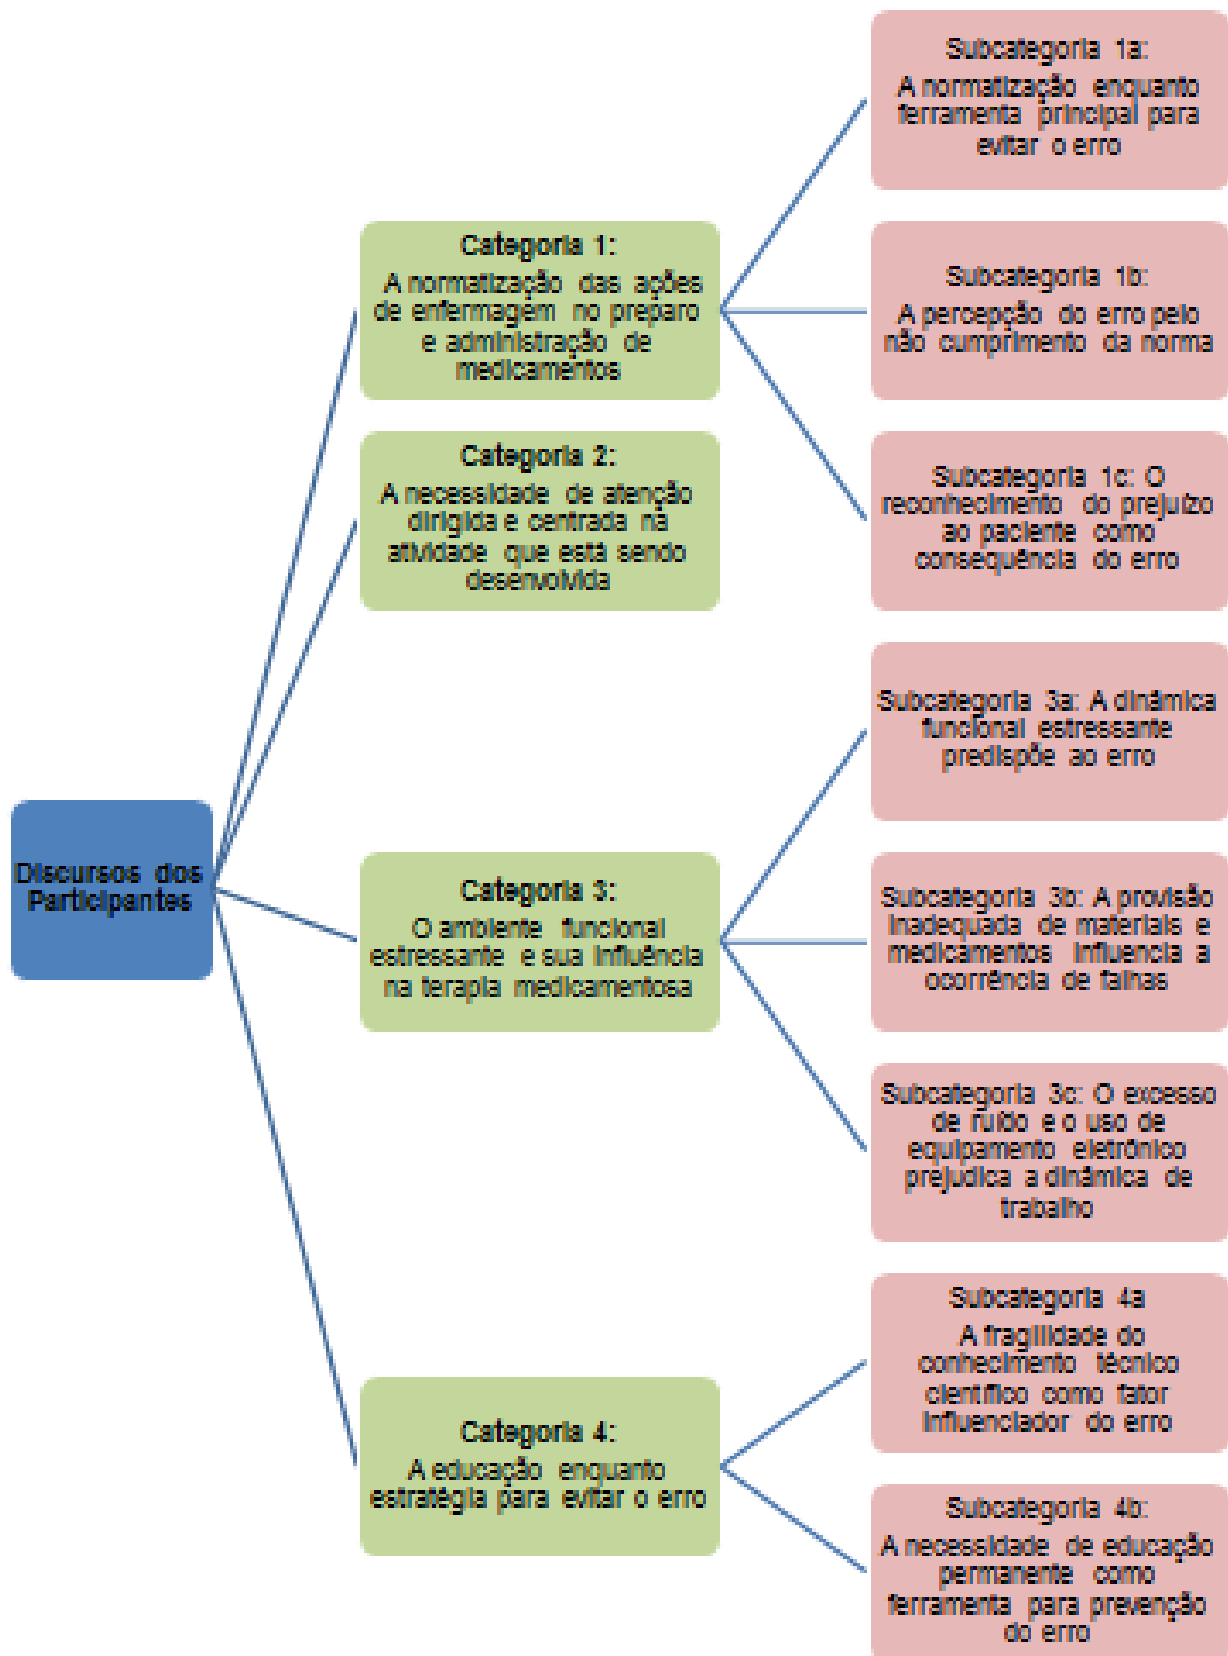 Discursos dos
Participantes
Categoria 1:
A normatização das ações
de enfermagem no preparo
e administração de
medicamentos
Subcategoria 1a:
A normatização enquanto
ferramenta principal para
evitar o erro
Subcategoria 1b:
A percepção do erro pelo
não cumprimento da norma
Subcategoria 1c: O
reconhecimento do prejuízo
ao paciente como
consequência do erro
Categoria 2:
A necessidade de atenção
dirigida e centrada na
atividade que está sendo
desenvolvida
Categoria 3:
O ambiente funcional
estressante e sua influência
na terapia medicamentosa
Subcategoria 3a: A dinâmica
funcional estressante
predispõe ao erro
Subcategoria 3b: A provisão
inadequada de materiais e
medicamentos influencia a
ocorrência de falhas
Subcategoria 3c: O excesso
de ruído e o uso de
equipamento eletrônico
prejudica a dinâmica de
trabalho
Categoria 4:
A educação enquanto
estratégia para evitar o erro
Subcategoria 4a
A fragilidade do
conhecimento técnico
científico como fator
influenciador do erro
Subcategoria 4b:
A necessidade de educação
permanente como
ferramenta para prevenção
do erro